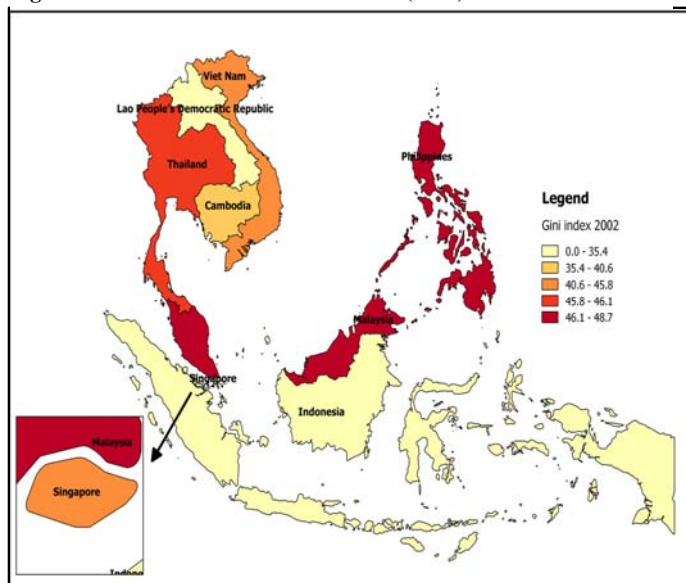 Viet Nam
Lao People's Democratic Republic
Thailand
Cambodia
Philippines
Malaysia
Singapore
Indonesia
Legend
Gini index 2002
0.0 - 35.4
35.4 - 40.6
40.6 - 45.8
45.8 - 46.1
46.1 - 48.7
Malaysia
Singapore